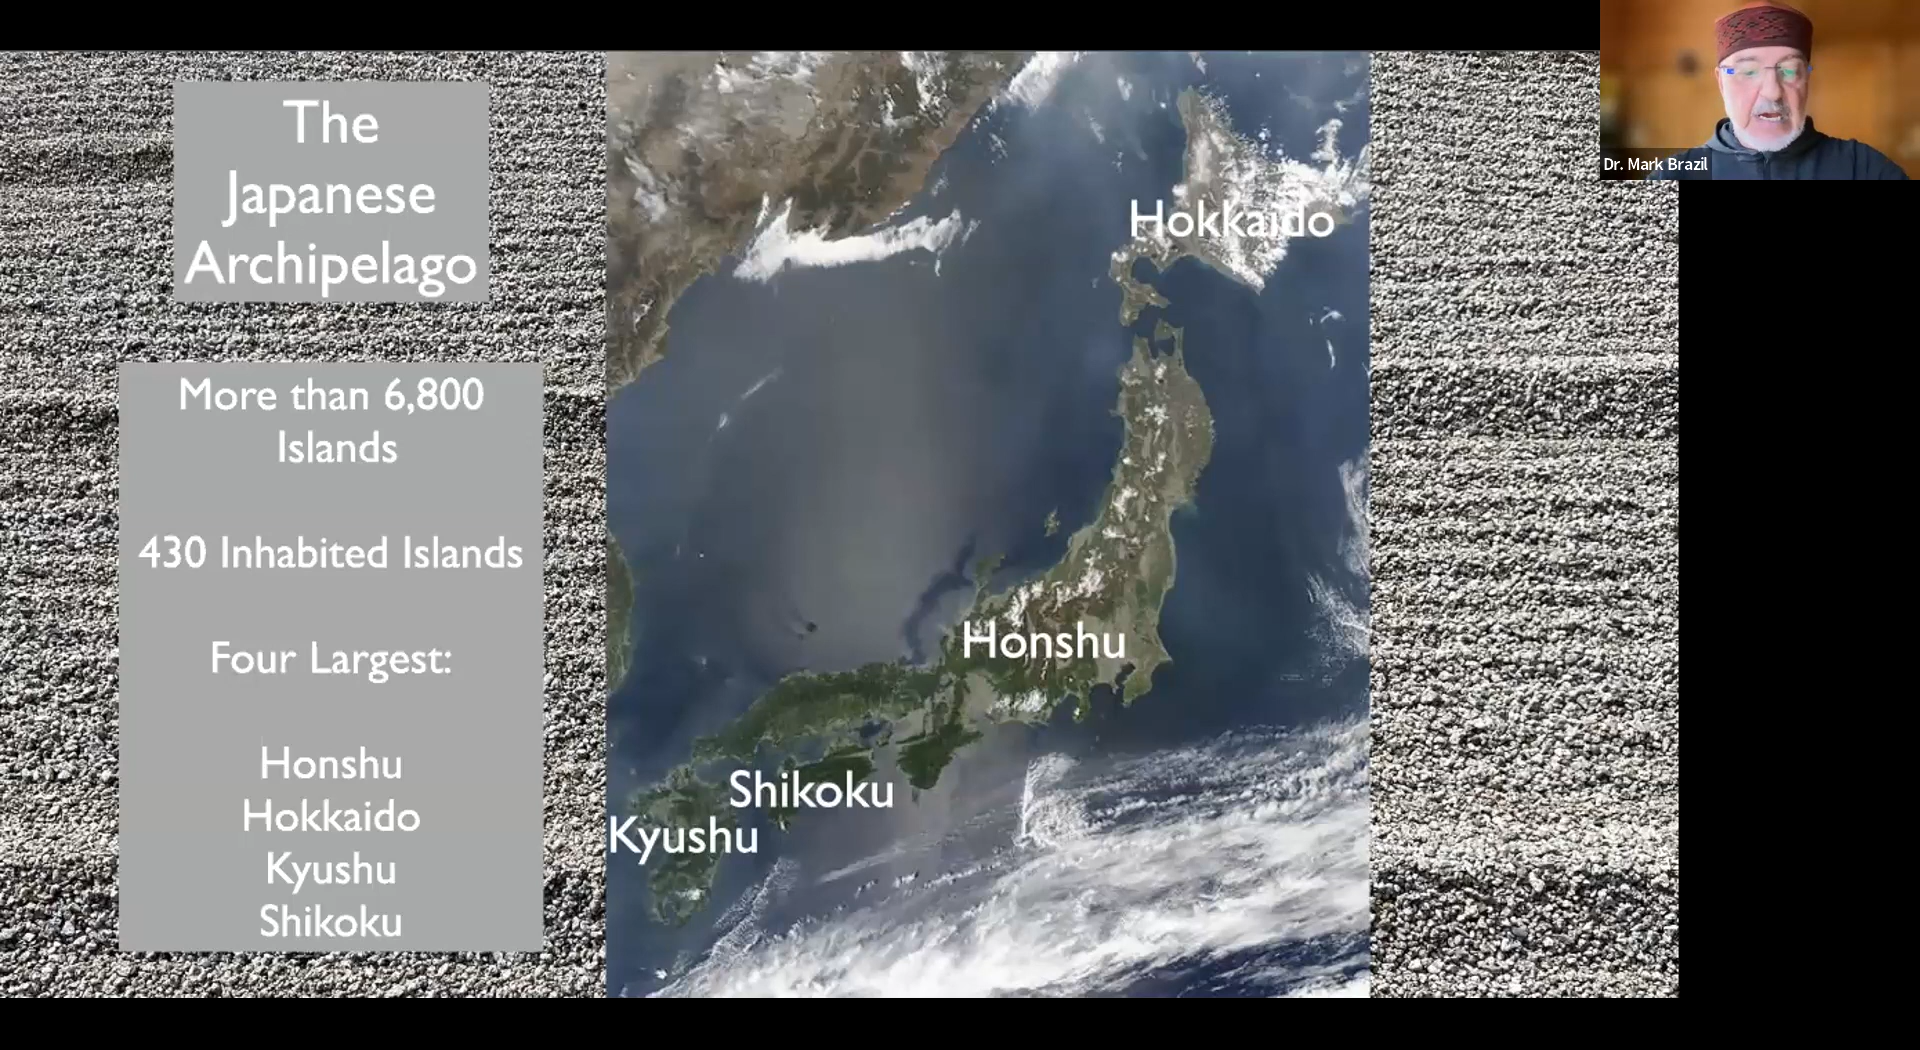 The
Japanese
Archipelago
More than 6,800
Islands
430 Inhabited Islands
Four Largest:
Honshu
Hokkaido
Kyushu
Shikoku
Hokkaido
Honshu
Shikoku
Kyushu
Dr. Mark Brazil